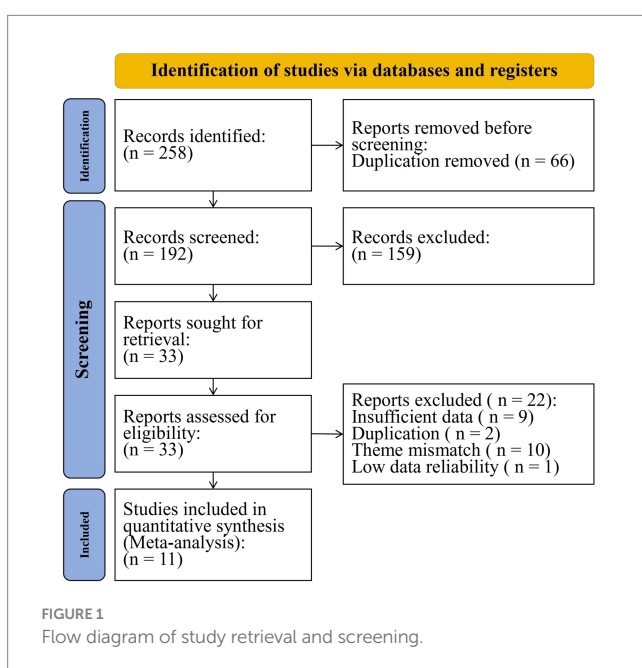 Identification of studies via databases and registers
Identification
Records identified:
(n = 258)
Reports removed before
screening:
Duplication removed (n = 66)
Screening
Records screened:
(n = 192)
Records excluded:
(n = 159)
Reports sought for
retrieval:
(n = 33)
Reports assessed for
eligibility:
(n = 33)
Reports excluded ( n = 22):
Insufficient data ( n = 9)
Duplication ( n = 2)
Theme mismatch ( n = 10)
Low data reliability ( n = 1)
Included
Studies included in
quantitative synthesis
(Meta-analysis):
(n = 11)
FIGURE 1
Flow diagram of study retrieval and screening.